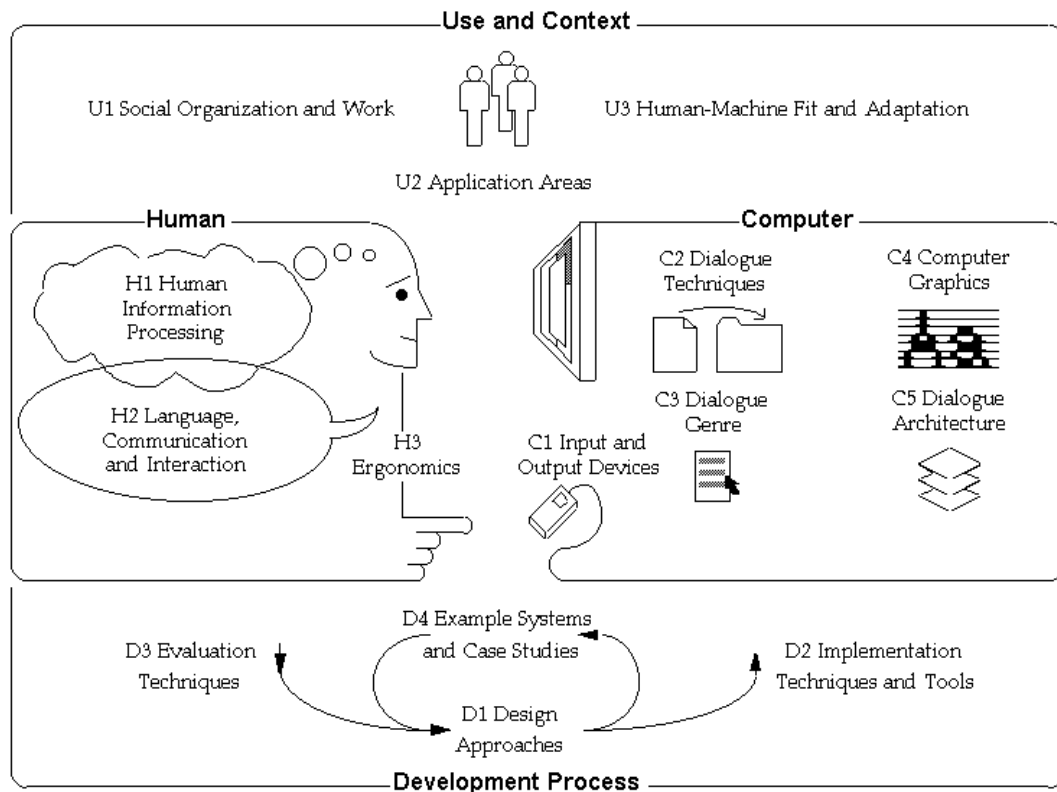 Use and Context
U1 Social Organization and Work
U3 Human-Machine Fit and Adaptation
U2 Application Areas
Human
H1 Human
Information
Processing
H2 Language,
Communication
and Interaction
H3
Ergonomics
Computer
C2 Dialogue
Techniques
C4 Computer
Graphics
C3 Dialogue
Genre
C5 Dialogue
Architecture
C1 Input and
Output Devices
D4 Example Systems
and Case Studies
D3 Evaluation
Techniques
D2 Implementation
Techniques and Tools
D1 Design
Approaches
Development Process